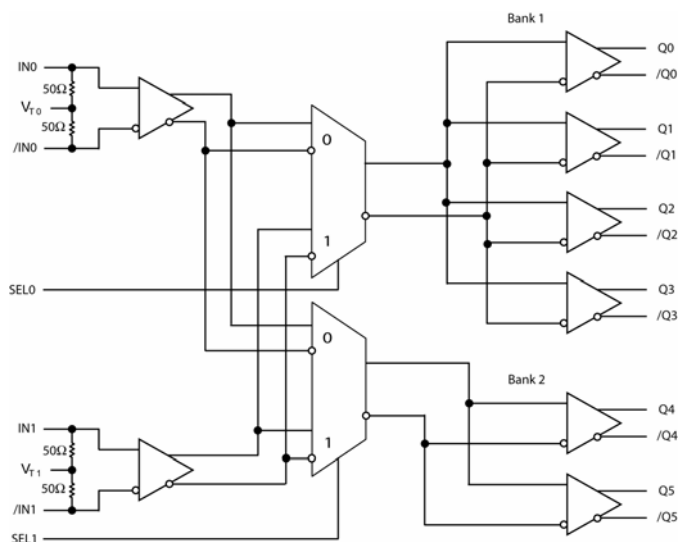 Bank 1
Q0
/Q0
IN0
50Ω
VT0
50Ω
/IN0
0
1
Q1
/Q1
Q2
/Q2
SEL0
Q3
/Q3
0
1
Bank 2
IN1
50Ω
VT1
50Ω
/IN1
SEL1
Q4
/Q4
Q5
/Q5